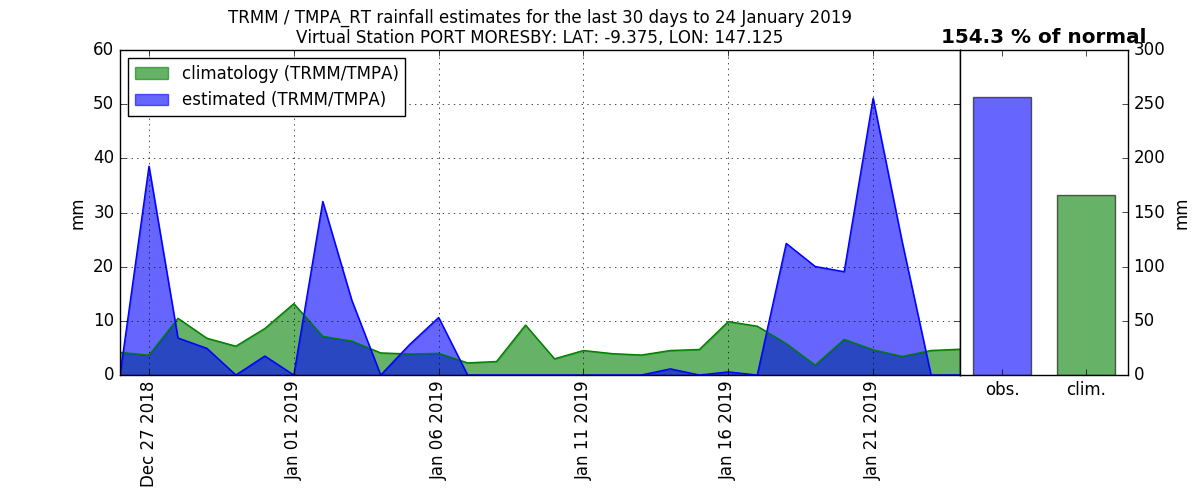 TRMM / TMPA_RT rainfall estimates for the last 30 days to 24 January 2019
Virtual Station PORT MORESBY: LAT: -9.375, LON: 147.125
154.3 % of normal
climatology (TRMM/TMPA)
estimated (TRMM/TMPA)
60
50
40
30
20
10
0
mm
Dec 27 2018
Jan 01 2019
Jan 06 2019
Jan 11 2019
Jan 16 2019
Jan 21 2019
300
250
200
150
100
50
0
mm
obs.
clim.